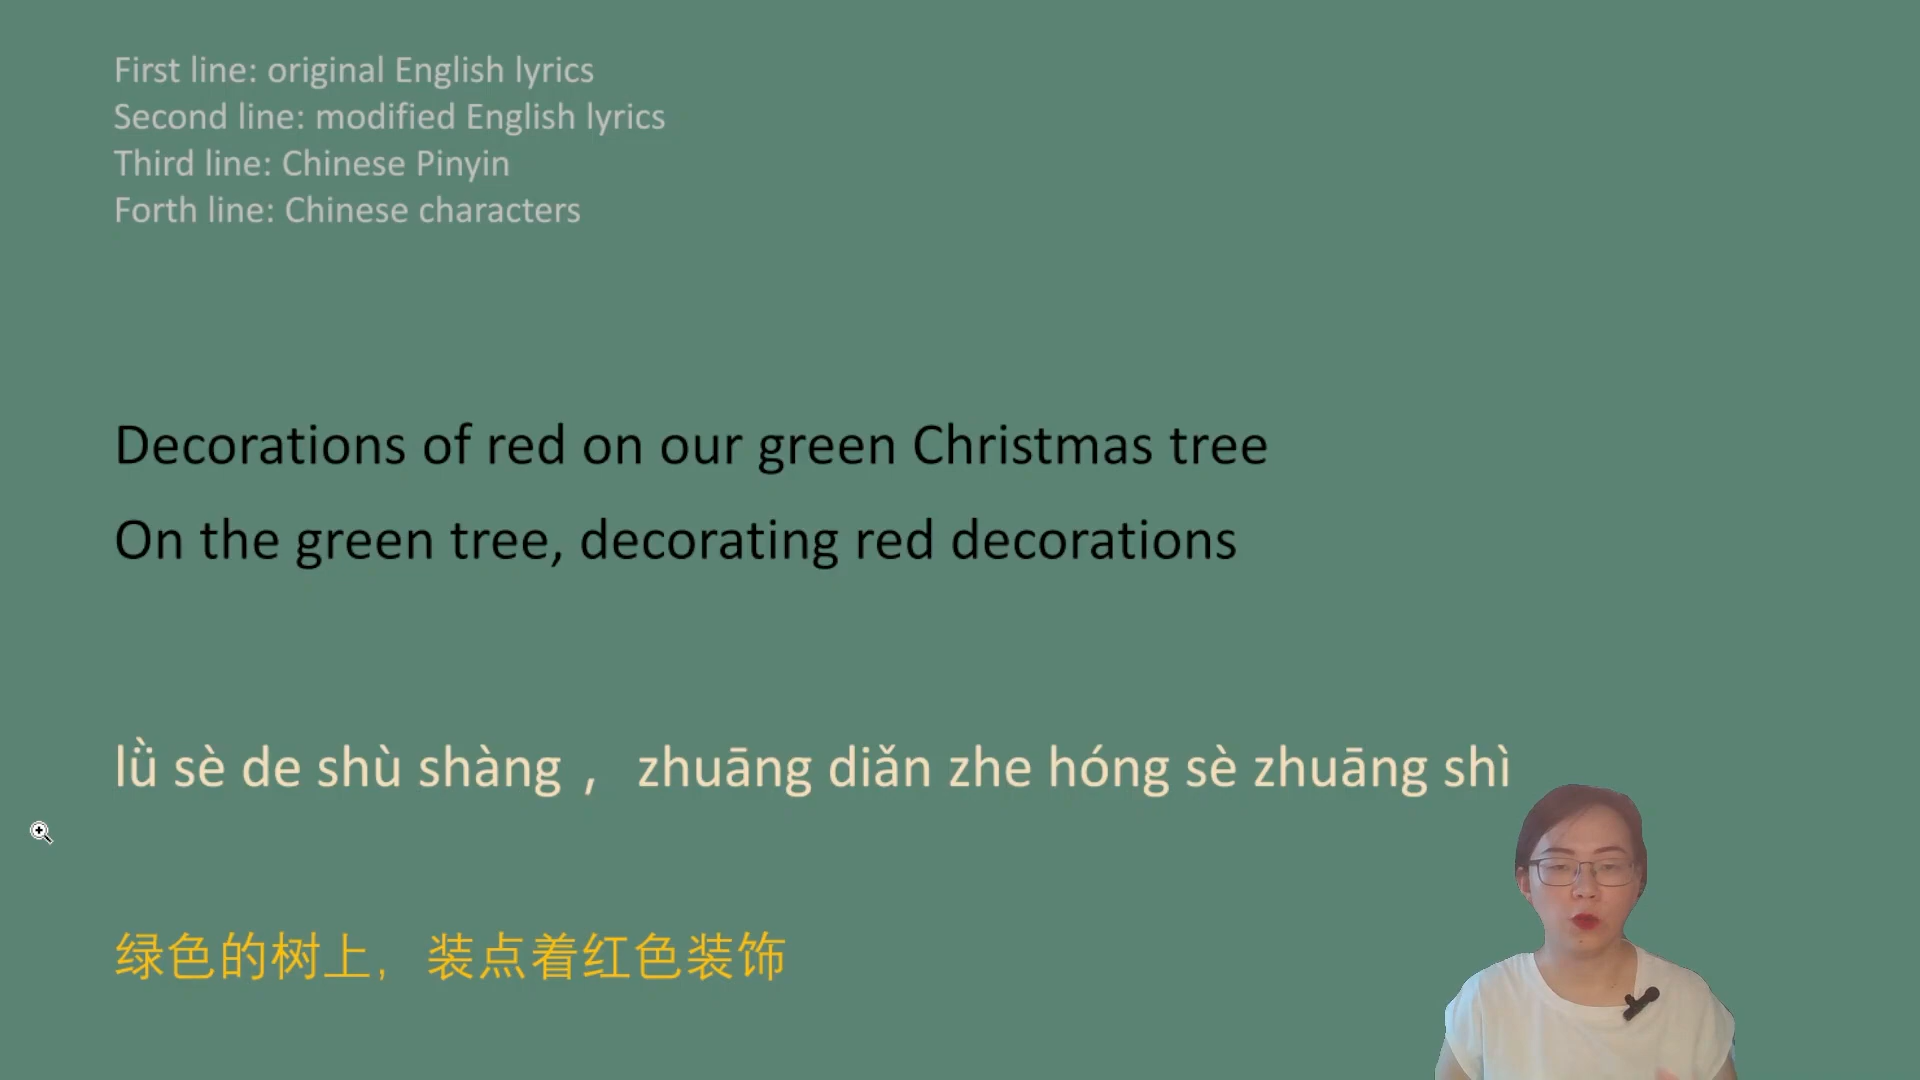 First line: original English lyrics
Second line: modified English lyrics
Third line: Chinese Pinyin
Forth line: Chinese characters
Decorations of red on our green Christmas tree
On the green tree, decorating red decorations
lǜ sè de shù shàng， zhuāng diǎn zhe hóng sè zhuāng shì
绿色的树上，装点着红色装饰